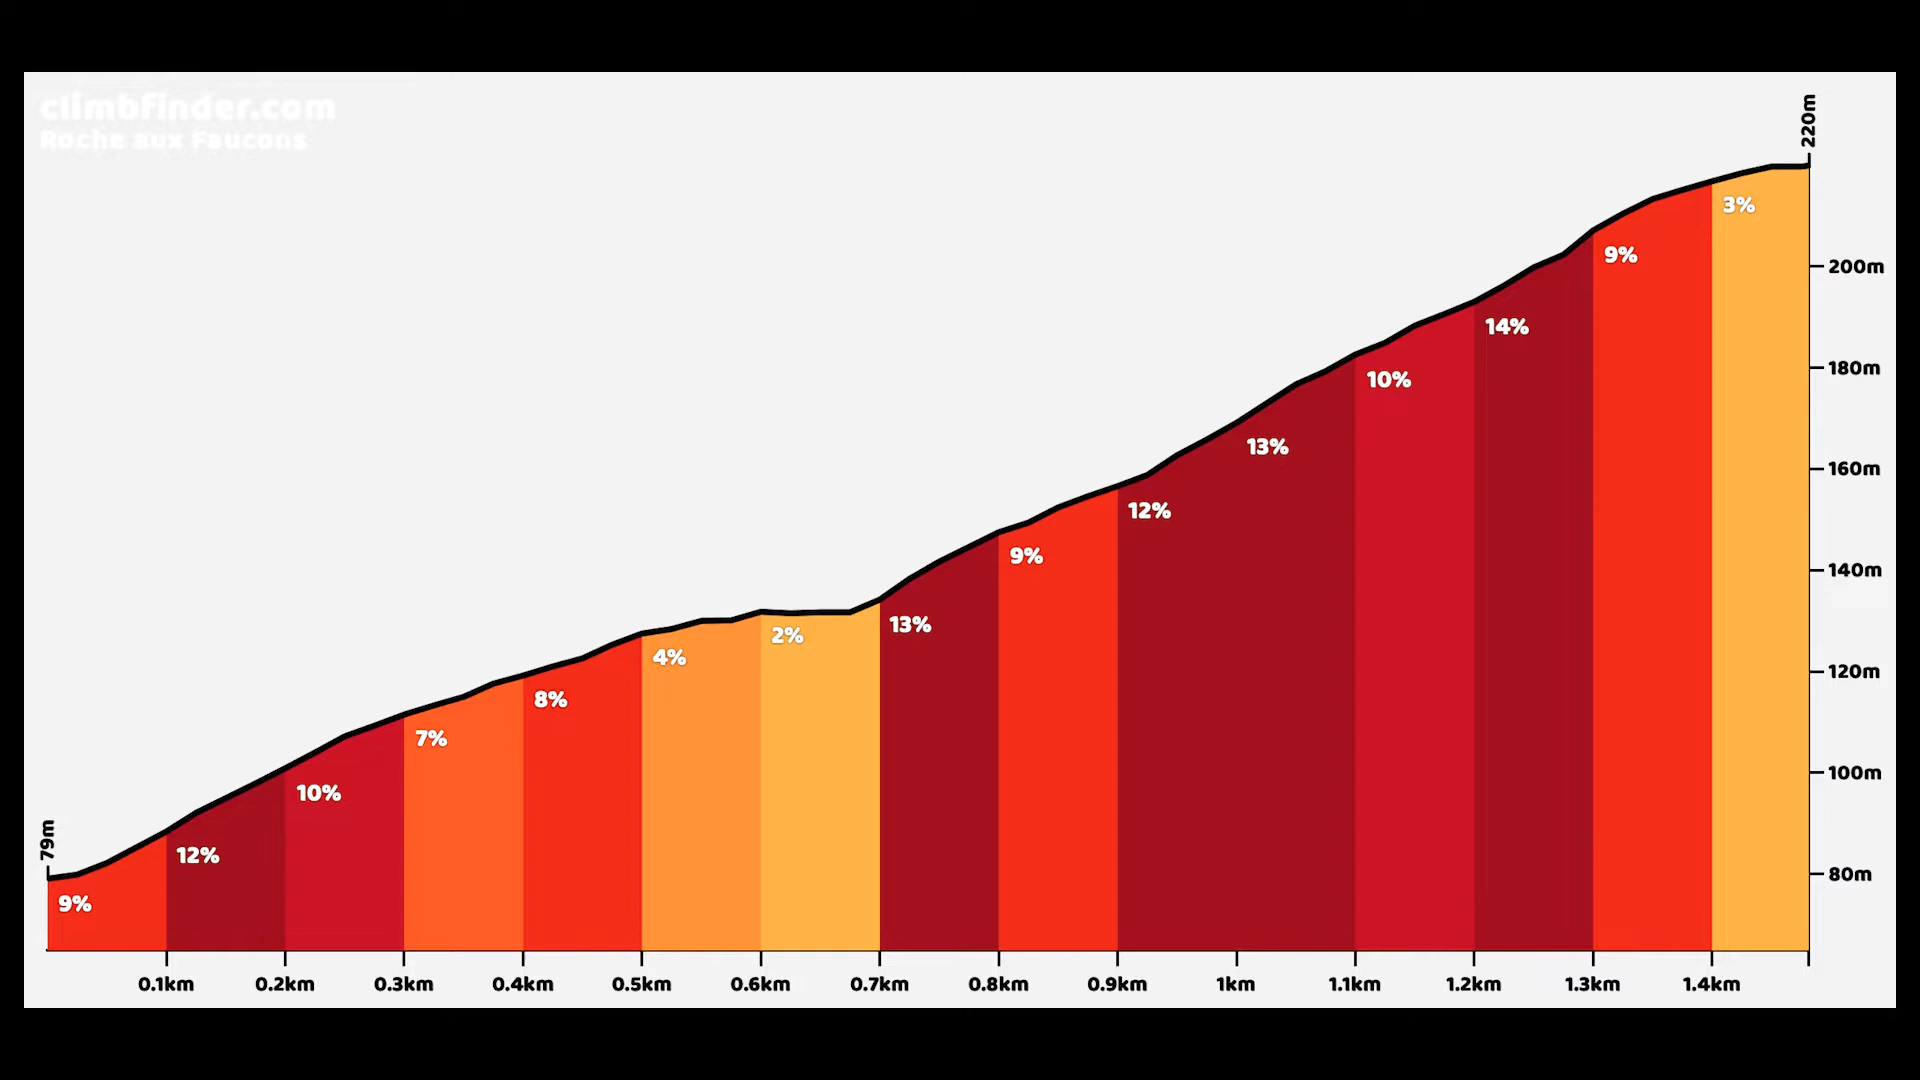 climbfinder.com
Roche aux Faucons
220m
3%
9%
200m
14%
180m
10%
13%
160m
12%
9%
140m
13%
2%
4%
120m
8%
7%
100m
10%
79m
12%
80m
9%
0.1km 0.2km 0.3km 0.4km 0.5km 0.6km 0.7km 0.8km 0.9km 1km 1.1km 1.2km 1.3km 1.4km